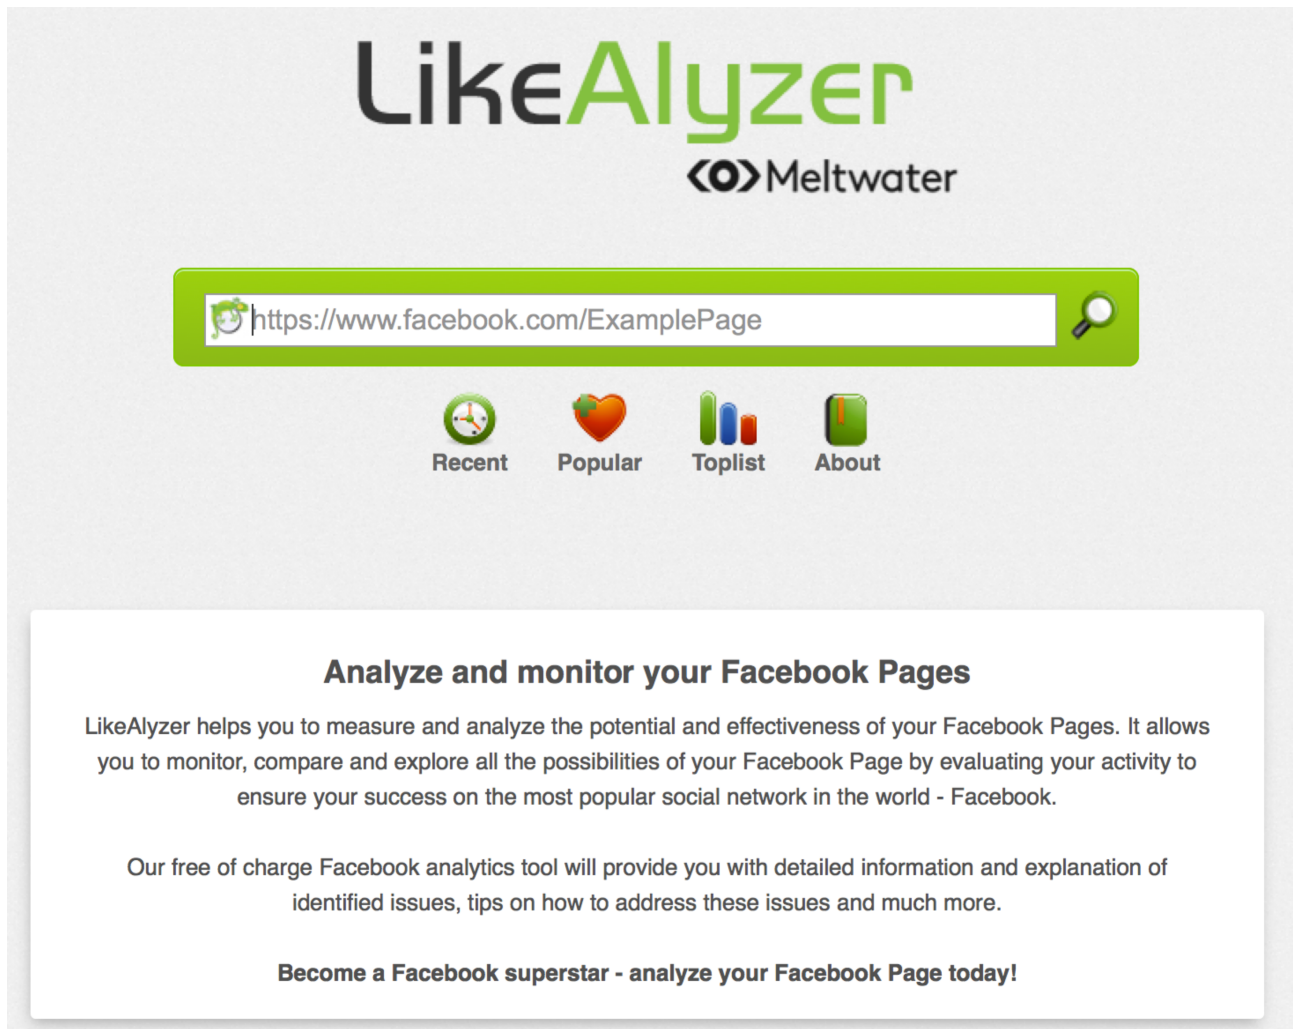 LikeAlyzer
Meltwater
https://www.facebook.com/ExamplePage
Recent Popular Toplist About
Analyze and monitor your Facebook Pages
LikeAlyzer helps you to measure and analyze the potential and effectiveness of your Facebook Pages. It allows
you to monitor, compare and explore all the possibilities of your Facebook Page by evaluating your activity to
ensure your success on the most popular social network in the world - Facebook.
Our free of charge Facebook analytics tool will provide you with detailed information and explanation of
identified issues, tips on how to address these issues and much more.
Become a Facebook superstar - analyze your Facebook Page today!